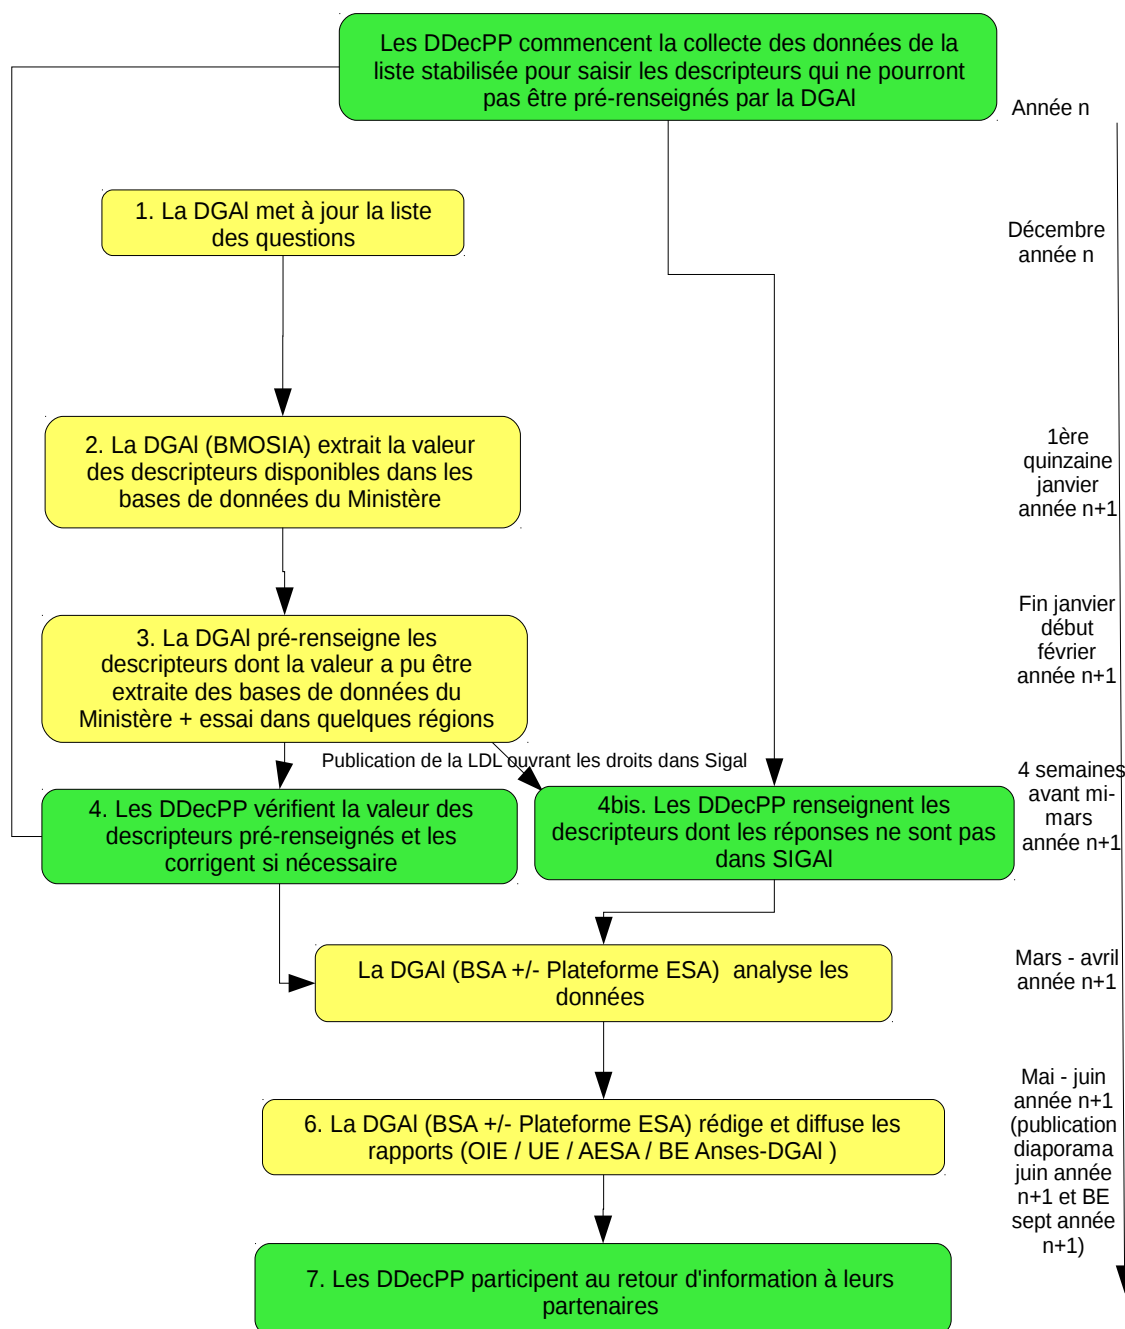 Les DDecPP commencent la collecte des données de la
liste stabilisée pour saisir les descripteurs qui ne pourront
pas être pré-renseignés par la DGAl
Année n
1. La DGAl met à jour la liste
des questions
Décembre
année n
2. La DGAl (BMOSIA) extrait la valeur
des descripteurs disponibles dans les
bases de données du Ministère
1ère
quinzaine
janvier
année n+1
3. La DGAl pré-renseigne les
descripteurs dont la valeur a pu être
extraite des bases de données du
Ministère + essai dans quelques régions
Fin janvier
début
février
année n+1
Publication de la LDL ouvrant les droits dans Sigal
4. Les DDecPP vérifient la valeur des
descripteurs pré-renseignés et les
corrigent si nécessaire
4bis. Les DDecPP renseignent les
descripteurs dont les réponses ne sont pas
dans SIGAl
4 semaines
avant mi-
mars
année n+1
La DGAl (BSA +/- Plateforme ESA)  analyse les
données
Mars - avril
année n+1
6. La DGAl (BSA +/- Plateforme ESA) rédige et diffuse les
rapports (OIE / UE / AESA / BE Anses-DGAl )
Mai - juin
année n+1
(publication
diaporama
juin année
n+1 et BE
sept année
n+1)
7. Les DDecPP participent au retour d'information à leurs
partenaires